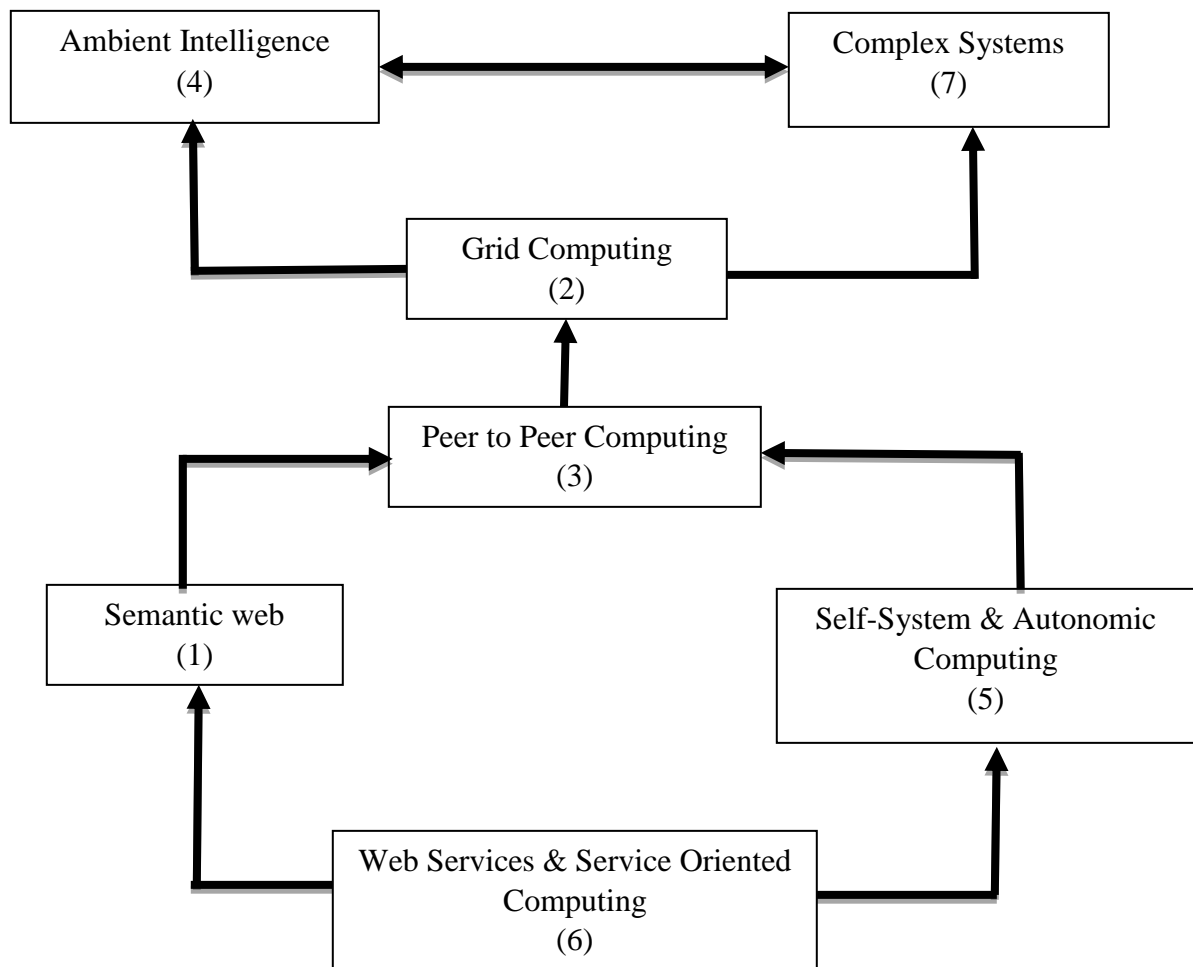 Ambient Intelligence
(4)
Complex Systems
(7)
Grid Computing
(2)
Peer to Peer Computing
(3)
Semantic web
(1)
Self-System & Autonomic
Computing
(5)
Web Services & Service Oriented
Computing
(6)